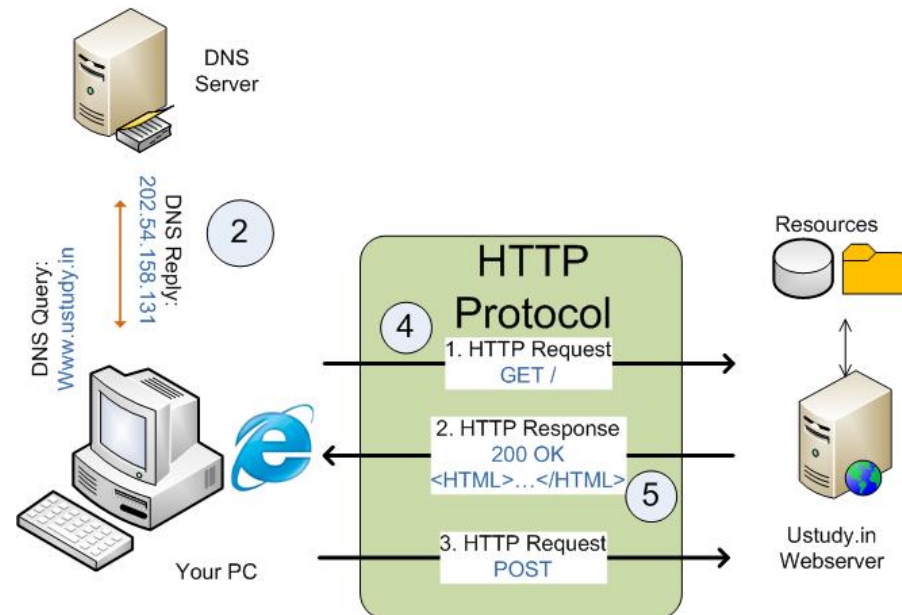 DNS
Server
DNS Query:
Www.ustudy.in
DNS Reply:
202.54.158.131
2
HTTP
Protocol
4
1. HTTP Request
GET /
2. HTTP Response
200 OK
<HTML>...</HTML>
5
3. HTTP Request
POST
Your PC
Resources
Ustudy.in
Webserver